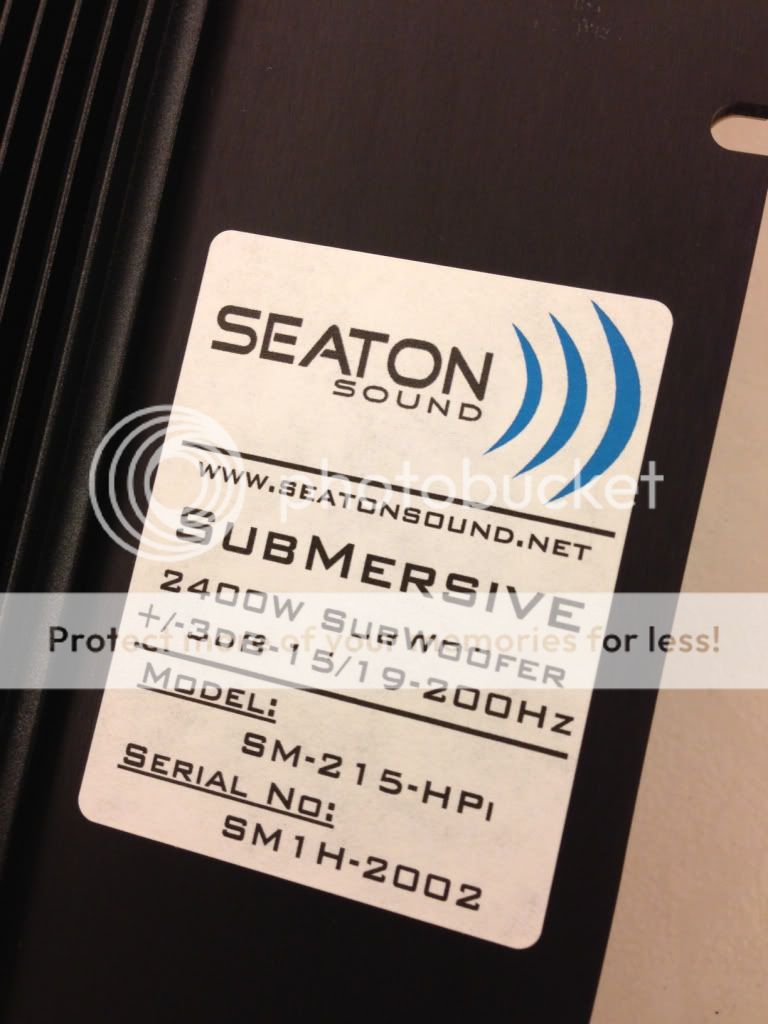 SEATON
SOUND
www.seatonsound.net
SubMersive
2400W Subwoofer
+/-3dB 15/19-200Hz
Model:
SM-215-HPi
Serial No:
SM1H-2002
photobucket
Protect more of your memories for less!